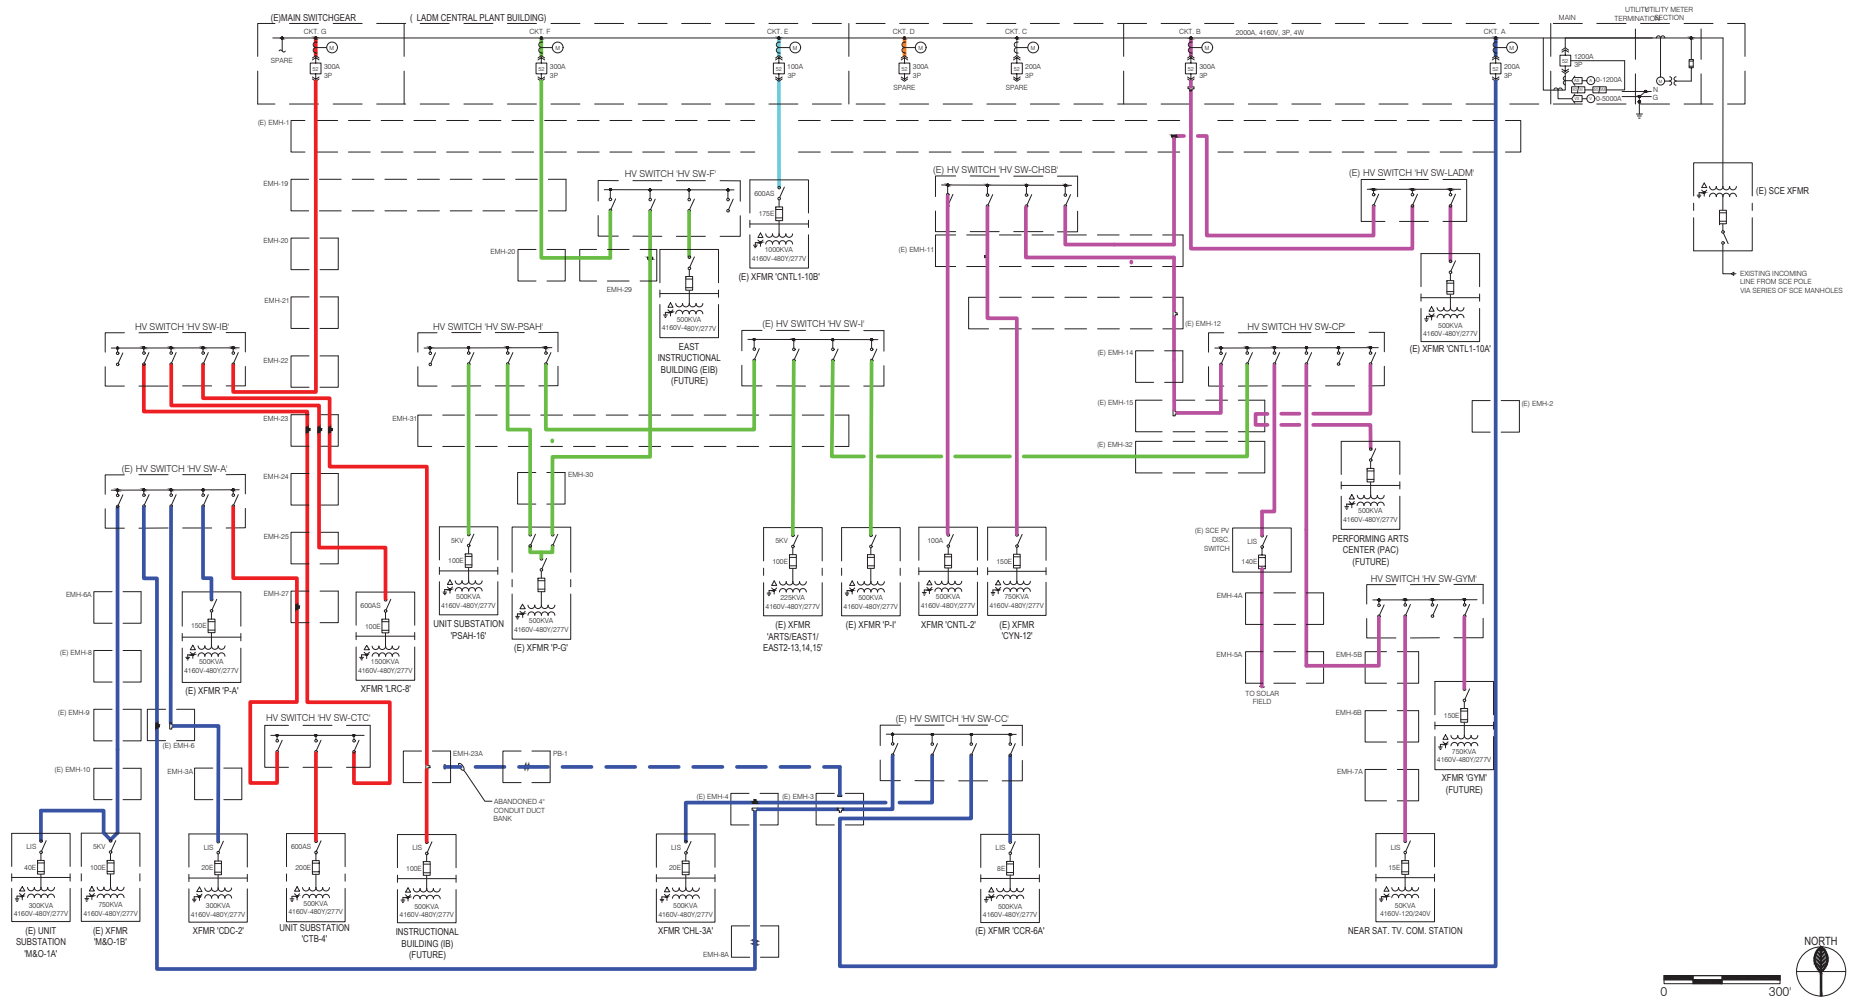 (E)MAIN SWITCHGEAR
( LADM CENTRAL PLANT BUILDING)
CKT. G
CKT. F
CKT. E
CKT. D
CKT. C
CKT. B
2000A, 4160V, 3P, 4W
CKT. A
MAIN
UTILITY
TERMINATION
UTILITY METER
SECTION
SPARE
M
52
300A
3P
M
52
300A
3P
M
52
100A
3P
M
52
300A
3P
SPARE
M
52
200A
3P
SPARE
M
52
300A
3P
M
52
200A
3P
52
1200A
3P
A
0-1200A
V
0-5000A
M
N
G
(E) EMH-1
EMH-19
EMH-20
EMH-21
EMH-22
EMH-23
EMH-24
EMH-25
EMH-27
HV SWITCH 'HV SW-F'
EMH-20
EMH-29
600AS
175E
1000KVA
4160V-480Y/277V
(E) XFMR 'CNTL1-10B'
500KVA
4160V-480Y/277V
EAST
INSTRUCTIONAL
BUILDING (EIB)
(FUTURE)
(E) HV SWITCH 'HV SW-CHSB'
(E) EMH-11
(E) EMH-12
(E) HV SWITCH 'HV SW-LADM'
500KVA
4160V-480Y/277V
(E) XFMR 'CNTL1-10A'
(E) SCE XFMR
EXISTING INCOMING
LINE FROM SCE POLE
VIA SERIES OF SCE MANHOLES
HV SWITCH 'HV SW-IB'
HV SWITCH 'HV SW-PSAH'
(E) HV SWITCH 'HV SW-I'
HV SWITCH 'HV SW-CP'
(E) EMH-14
(E) EMH-15
(E) EMH-32
(E) EMH-2
EMH-31
EMH-30
(E) HV SWITCH 'HV SW-A'
5KV
100E
500KVA
4160V-480Y/277V
UNIT SUBSTATION
'PSAH-16'
500KVA
4160V-480Y/277V
(E) XFMR 'P-G'
5KV
100E
225KVA
4160V-480Y/277V
(E) XFMR
'ARTS/EAST1/
EAST2-13,14,15'
500KVA
4160V-480Y/277V
(E) XFMR 'P-I'
100A
500KVA
4160V-480Y/277V
XFMR 'CNTL-2'
150E
750KVA
4160V-480Y/277V
(E) XFMR
'CYN-12'
(E) SCE PV
DISC.
SWITCH
LIS
140E
EMH-4A
EMH-5A
TO SOLAR
FIELD
500KVA
4160V-480Y/277V
PERFORMING ARTS
CENTER (PAC)
(FUTURE)
HV SWITCH 'HV SW-GYM'
EMH-5B
EMH-6B
EMH-7A
150E
750KVA
4160V-480Y/277V
XFMR 'GYM'
(FUTURE)
LIS
15E
50KVA
4160V-120/240V
NEAR SAT. TV. COM. STATION
EMH-6A
(E) EMH-8
(E) EMH-9
(E) EMH-10
(E) EMH-6
EMH-3A
150E
500KVA
4160V-480Y/277V
(E) XFMR 'P-A'
600AS
100E
1500KVA
4160V-480Y/277V
XFMR 'LRC-8'
HV SWITCH 'HV SW-CTC'
EMH-23A
PB-1
ABANDONED 4"
CONDUIT DUCT
BANK
(E) HV SWITCH 'HV SW-CC'
(E) EMH-4
(E) EMH-3
EMH-8A
LIS
40E
300KVA
4160V-480Y/277V
(E) UNIT
SUBSTATION
'M&O-1A'
5KV
100E
750KVA
4160V-480Y/277V
(E) XFMR
'M&O-1B'
LIS
20E
300KVA
4160V-480Y/277V
XFMR 'CDC-2'
600AS
200E
500KVA
4160V-480Y/277V
UNIT SUBSTATION
'CTB-4'
LIS
100E
500KVA
4160V-480Y/277V
INSTRUCTIONAL
BUILDING (IB)
(FUTURE)
LIS
20E
500KVA
4160V-480Y/277V
XFMR 'CHL-3A'
LIS
8E
500KVA
4160V-480Y/277V
(E) XFMR 'CCR-6A'
NORTH
0
300'